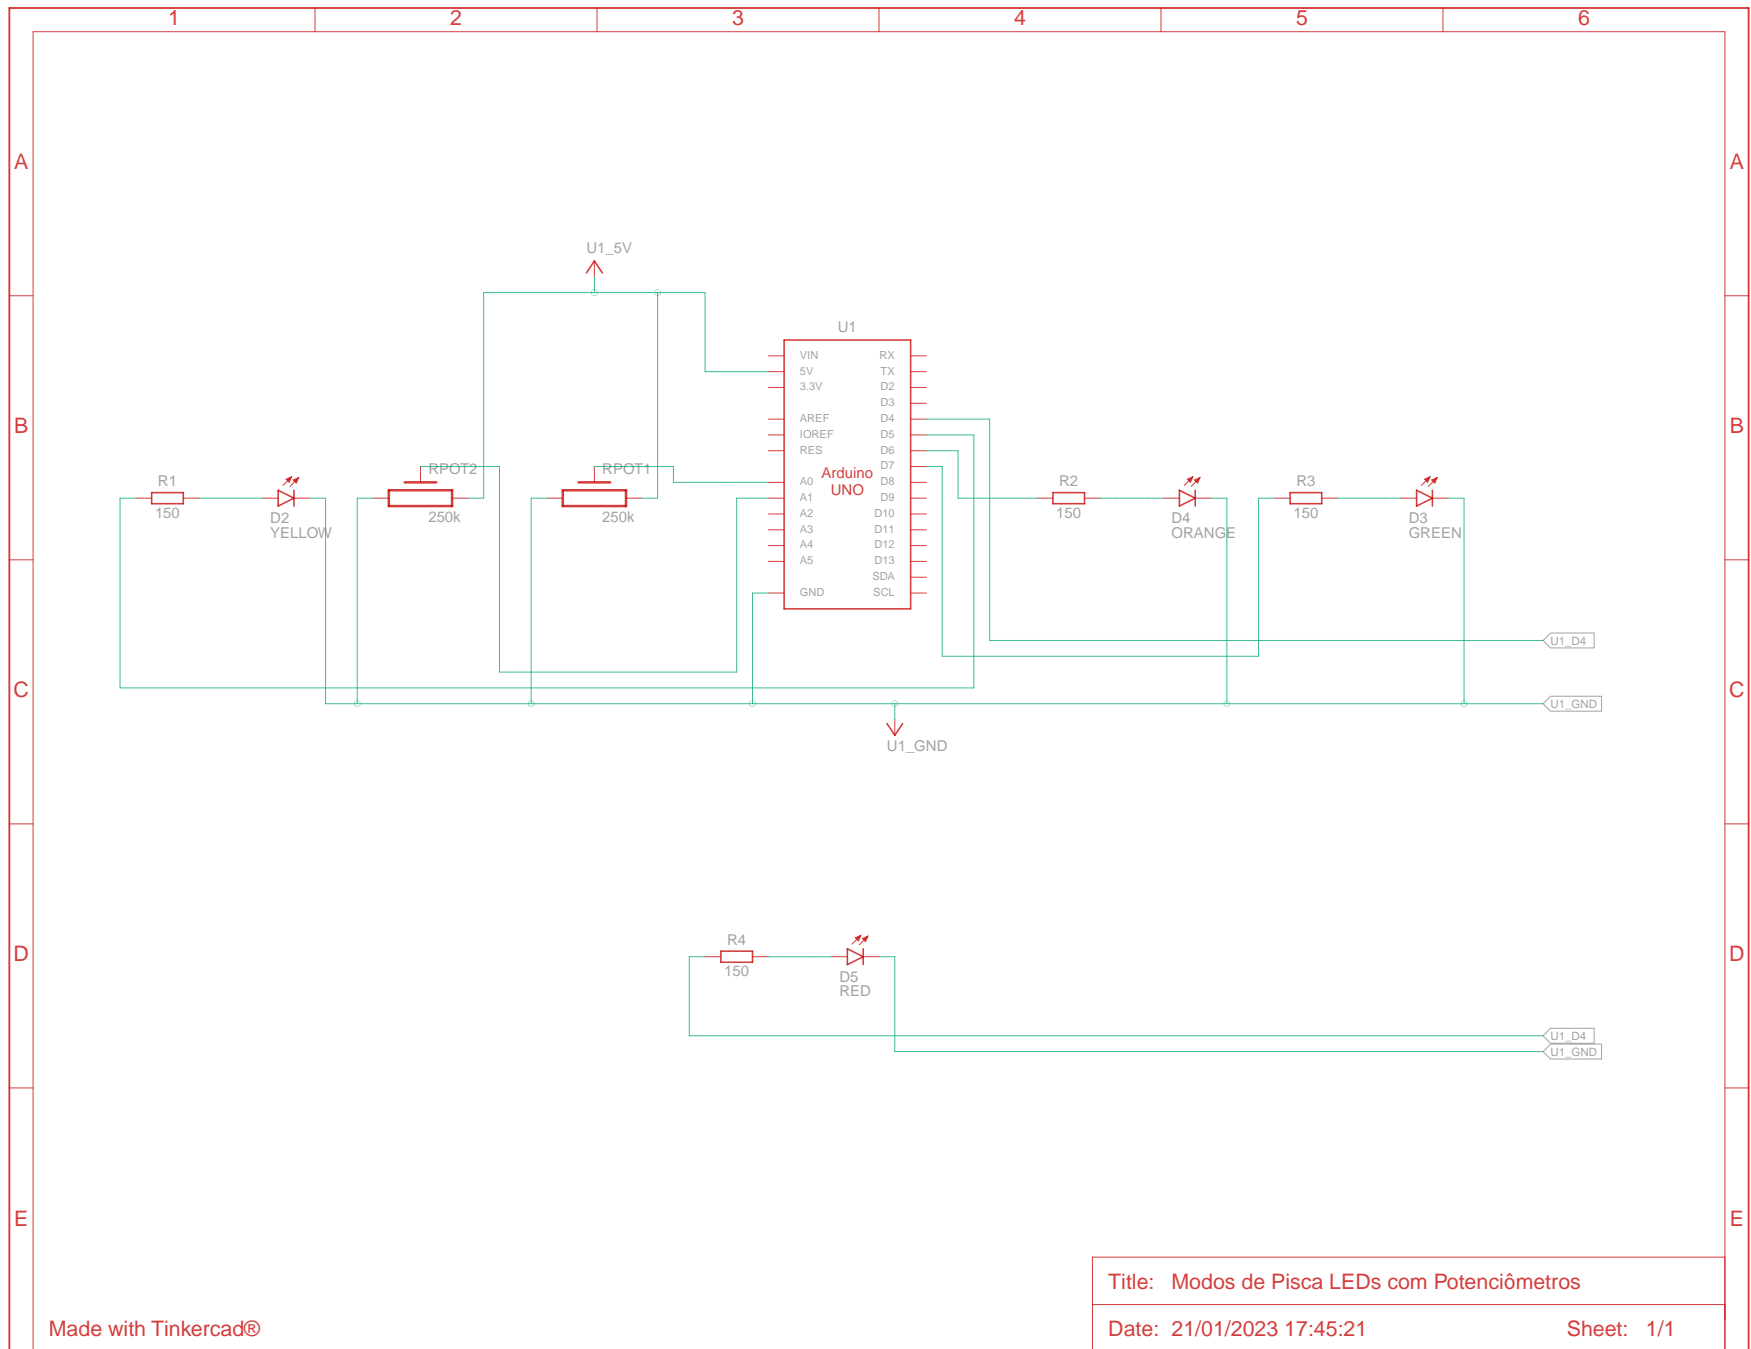 1 2 3 4 5 6
A A
U1_5V
U1
VIN RX
5V TX
3.3V D2
D3
AREF D4
B B
IOREF D5
RES D6
D7
RPOT2 RPOT1
Arduino
UNO
R1 A0 D8 R2 R3
A1 D9
150 250k 250k A2 D10 150 150
D2 D4 D3
YELLOW A3 D11 ORANGE GREEN
A4 D12
A5 D13
SDA
GND SCL
U1_D4
C C
U1_GND
U1_GND
R4
D D
150
D5
RED
U1_D4
U1_GND
E E
Title: Modos de Pisca LEDs com Potenciômetros
Made with Tinkercad®
Date: 21/01/2023 17:45:21 Sheet: 1/1